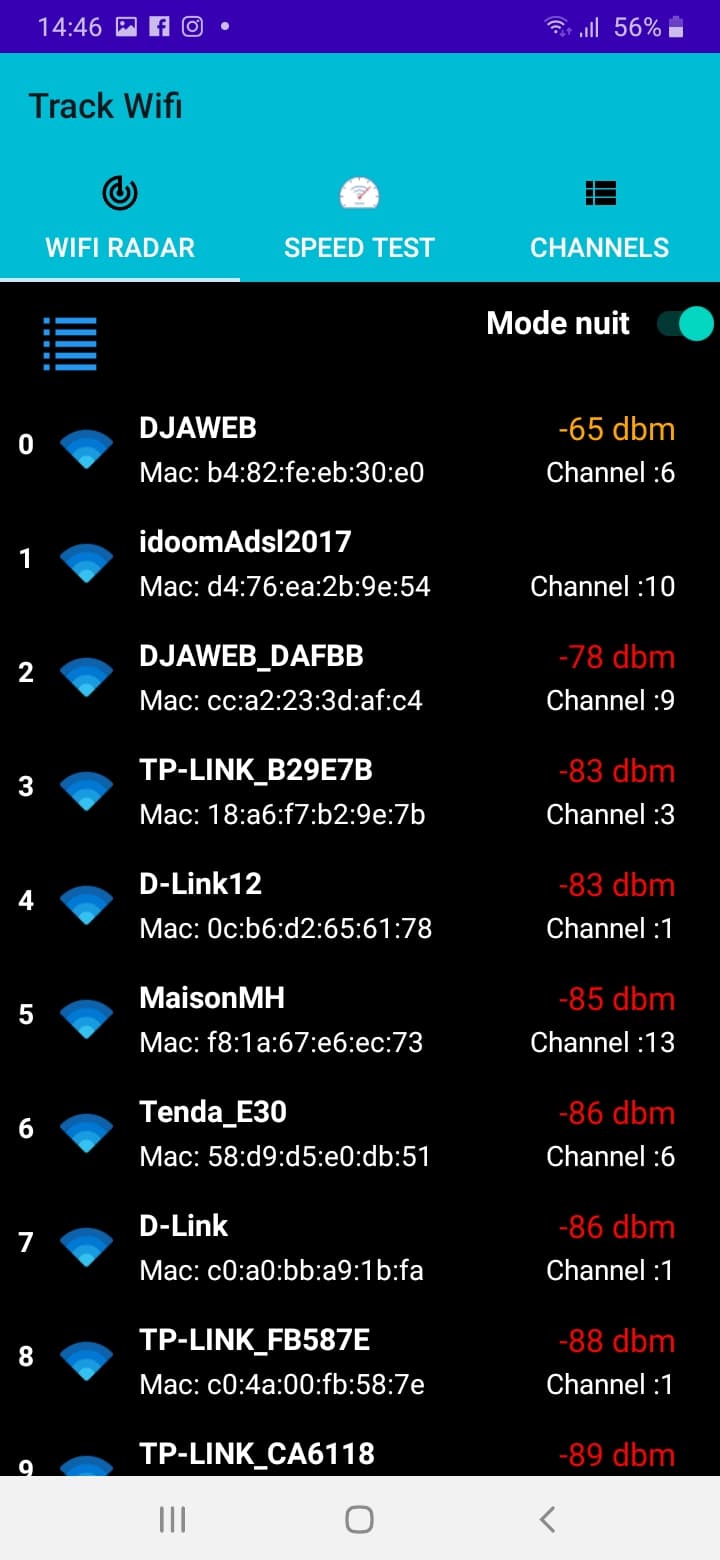 14:46 56%
Track Wifi
WIFI RADAR SPEED TEST CHANNELS
Mode nuit
0 DJAWEB -65 dbm
Mac: b4:82:fe:eb:30:e0 Channel :6
1 idoomAdsl2017
Mac: d4:76:ea:2b:9e:54 Channel :10
2 DJAWEB_DAFBB -78 dbm
Mac: cc:a2:23:3d:af:c4 Channel :9
3 TP-LINK_B29E7B -83 dbm
Mac: 18:a6:f7:b2:9e:7b Channel :3
4 D-Link12 -83 dbm
Mac: 0c:b6:d2:65:61:78 Channel :1
5 MaisonMH -85 dbm
Mac: f8:1a:67:e6:ec:73 Channel :13
6 Tenda_E30 -86 dbm
Mac: 58:d9:d5:e0:db:51 Channel :6
7 D-Link -86 dbm
Mac: c0:a0:bb:a9:1b:fa Channel :1
8 TP-LINK_FB587E -88 dbm
Mac: c0:4a:00:fb:58:7e Channel :1
9 TP-LINK_CA6118 -89 dbm